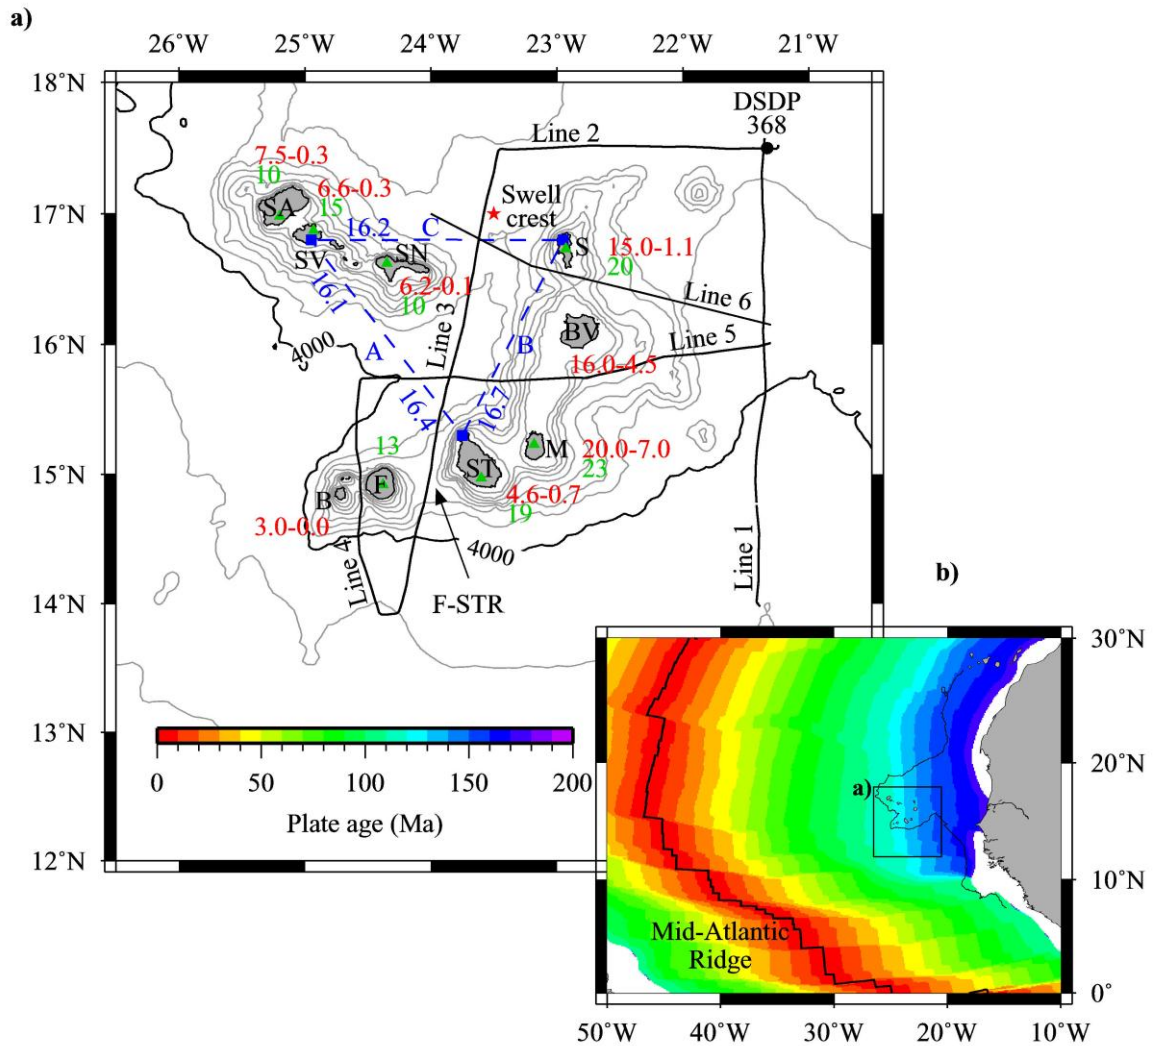 a)
26°W 25°W 24°W 23°W 22°W 21°W
18°N
17°N
16°N
15°N
14°N
13°N
12°N
DSDP
368
Line 2
7.5-0.3
10
6.6-0.3
15
SA
SV
16.2
C
Swell
crest
S
15.0-1.1
20
SN
6.2-0.1
10
16.1
Line 3
Line 6
BV
Line 5
4000
A
B
16.0-4.5
16.4
16.7
13
M
20.0-7.0
23
ST
4.6-0.7
19
B
F
3.0-0.0
4000
Line 4
Line 1
F-STR
b)
0 50 100 150 200
Plate age (Ma)
a)
Mid-Atlantic
Ridge
30°N
20°N
10°N
0°
50°W 40°W 30°W 20°W 10°W